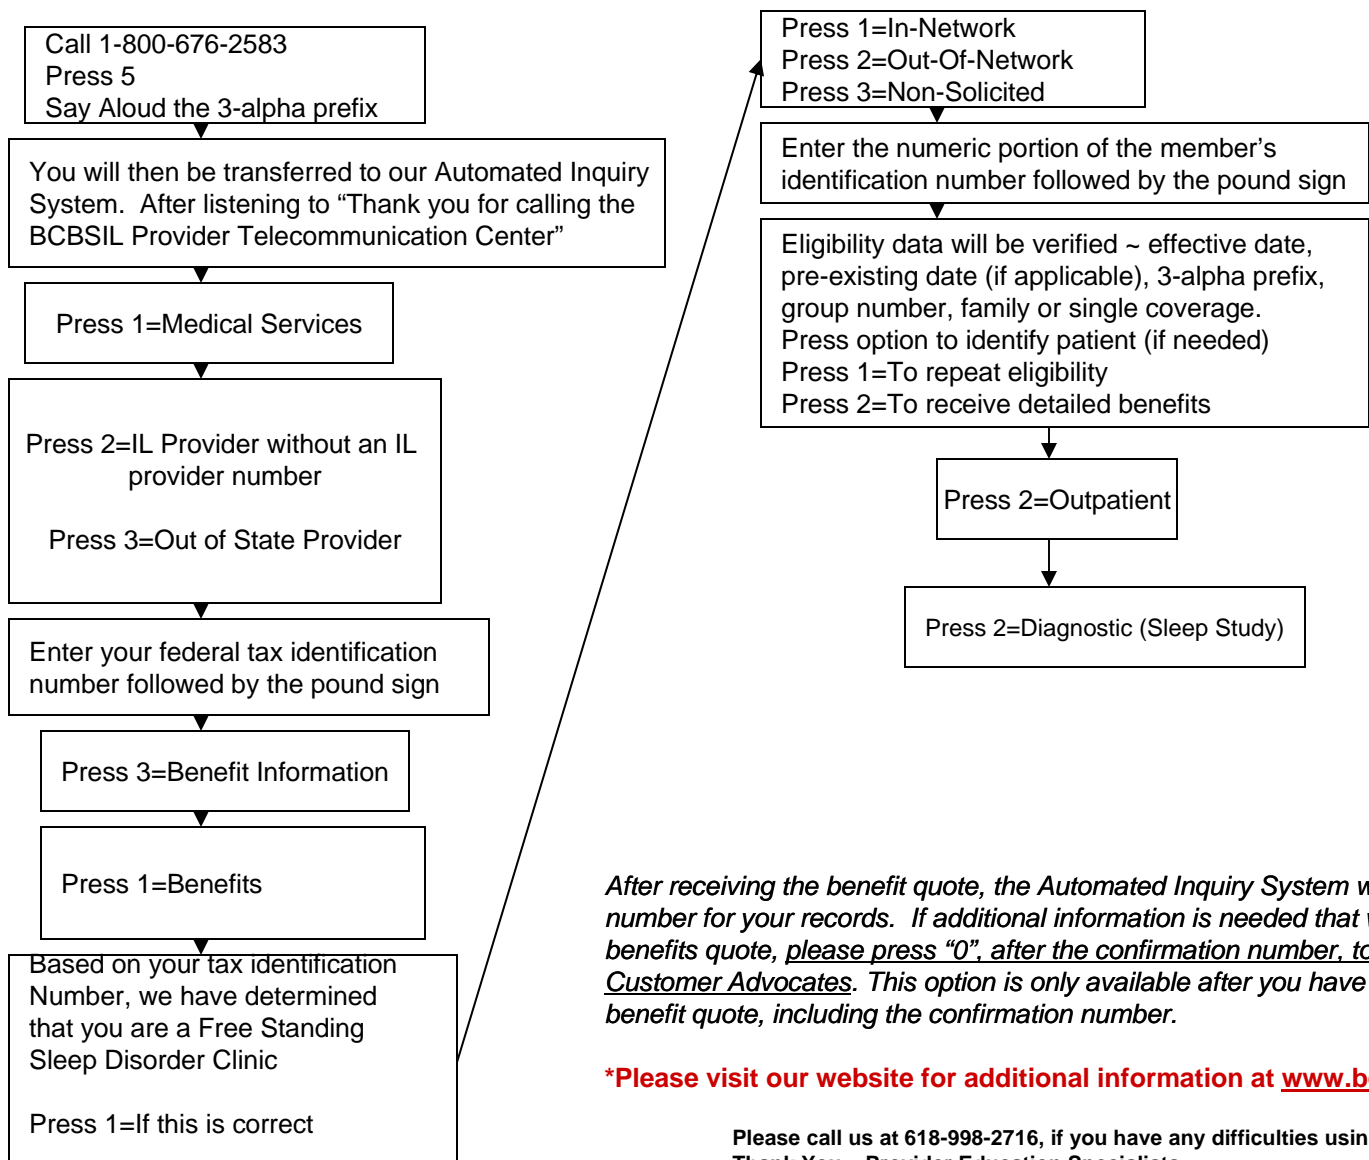 Call 1-800-676-2583
Press 5
Say Aloud the 3-alpha prefix
You will then be transferred to our Automated Inquiry
System.  After listening to “Thank you for calling the
BCBSIL Provider Telecommunication Center”
Press 1=Medical Services
Press 2=IL Provider without an IL
provider number
Press 3=Out of State Provider
Enter your federal tax identification
number followed by the pound sign
Press 3=Benefit Information
Press 1=Benefits
Based on your tax identification
Number, we have determined
that you are a Free Standing
Sleep Disorder Clinic
Press 1=If this is correct
Press 1=In-Network
Press 2=Out-Of-Network
Press 3=Non-Solicited
Enter the numeric portion of the member’s
identification number followed by the pound sign
Eligibility data will be verified ~ effective date,
pre-existing date (if applicable), 3-alpha prefix,
group number, family or single coverage.
Press option to identify patient (if needed)
Press 1=To repeat eligibility
Press 2=To receive detailed benefits
Press 2=Outpatient
Press 2=Diagnostic (Sleep Study)
After receiving the benefit quote, the Automated Inquiry System
number for your records.  If additional information is needed that
benefits quote, please press “0”, after the confirmation number, to
Customer Advocates. This option is only available after you have
benefit quote, including the confirmation number.
*Please visit our website for additional information at
Please call us at 618-998-2716, if you have any difficulties